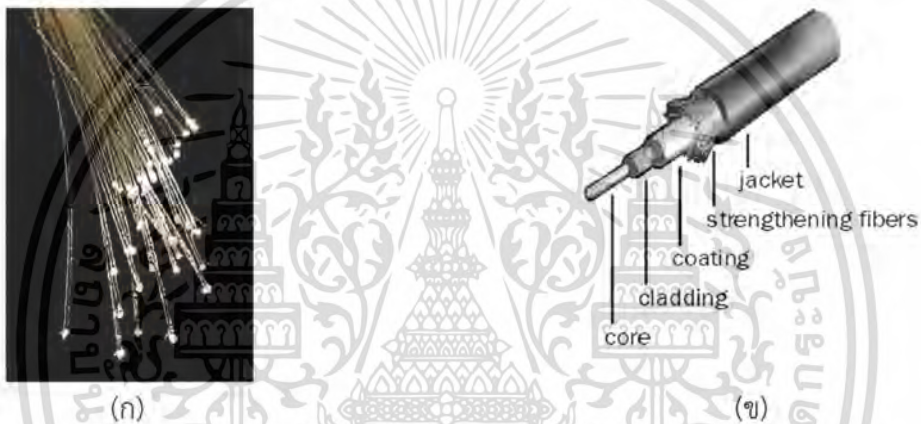 jacket
strengthening fibers
coating
cladding
core
(ก) (ข)